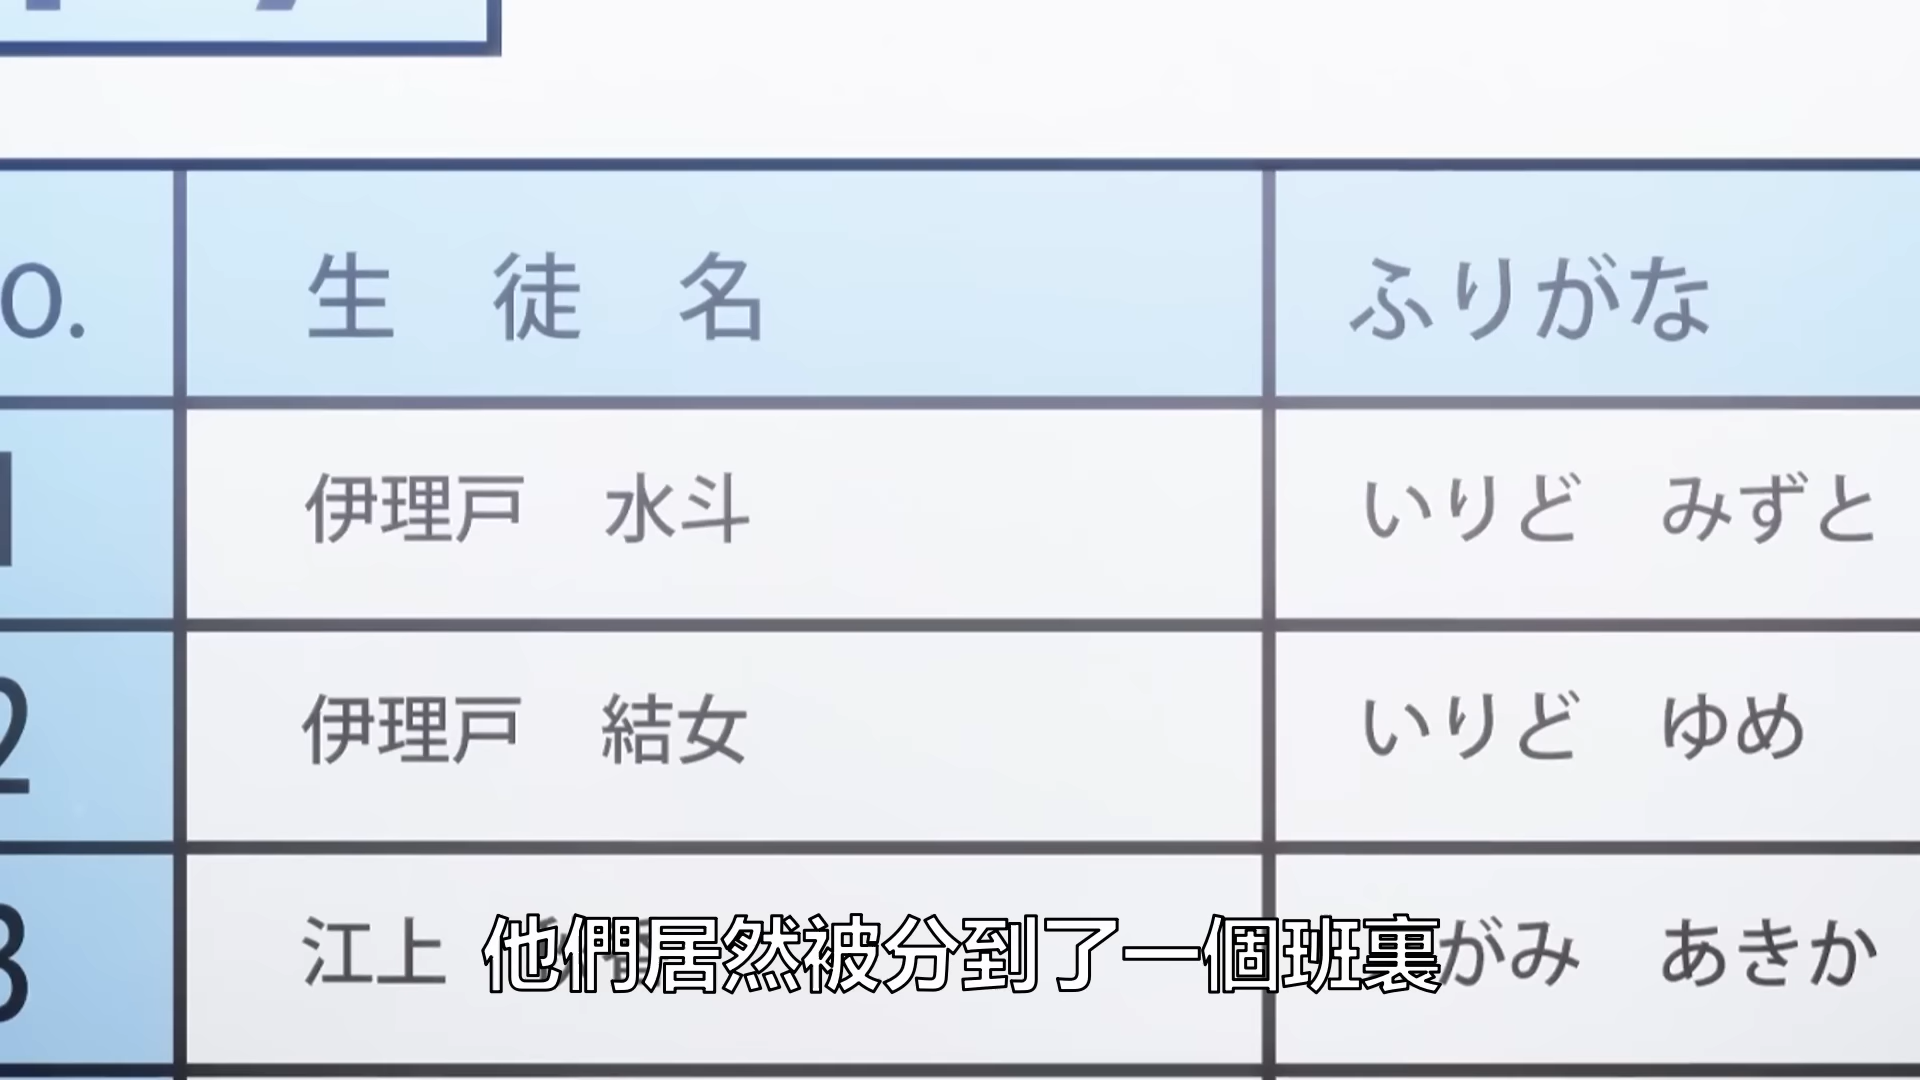 O.
生　徒　名
ふりがな
1
伊理戸　水斗
いりど　みずと
2
伊理戸　結女
いりど　ゆめ
3
江上
がみ　あきか
他們居然被分到了一個班裏